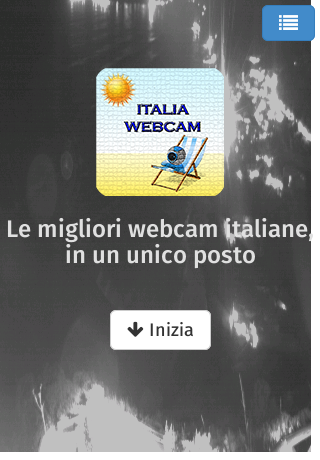 ITALIA
WEBCAM
Le migliori webcam italiane,
in un unico posto
Inizia